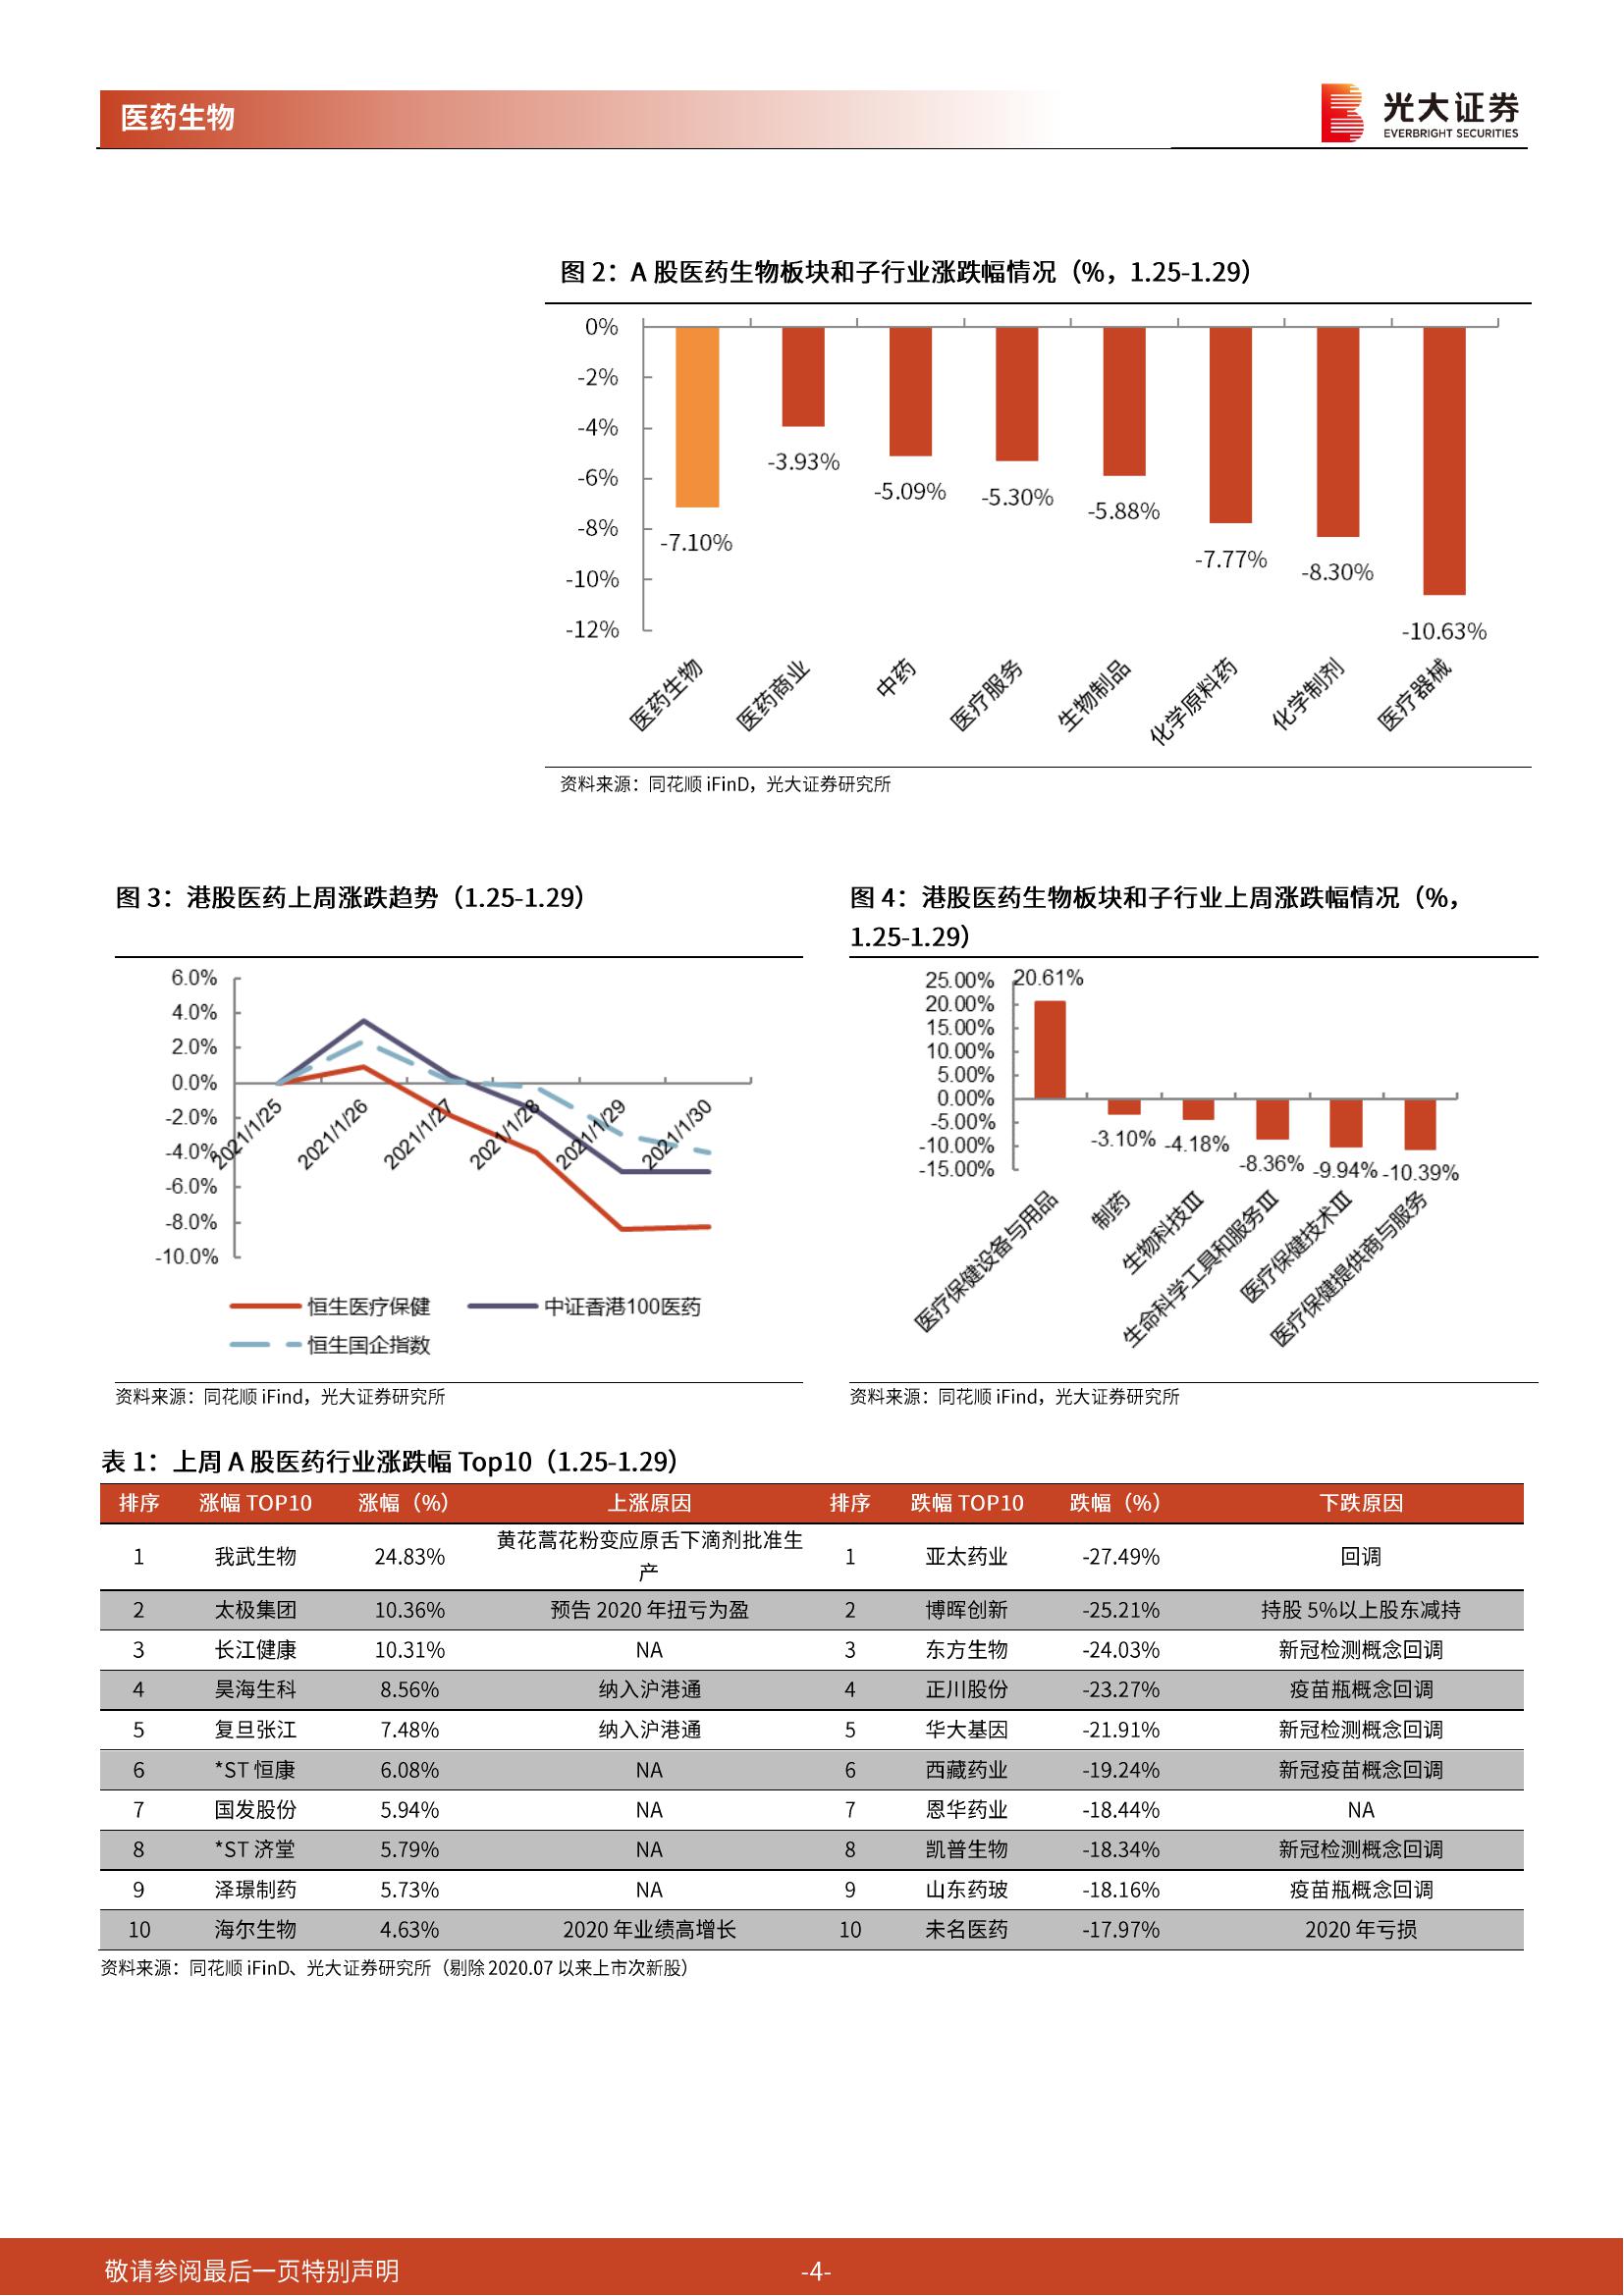 医药生物
光大证券
EVERBRIGHT SECURITIES
图 2：A 股医药生物板块和子行业涨跌幅情况（%，1.25-1.29）
0%
-2%
-4%
-6%
-8%
-10%
-12%
-7.10%
-3.93%
-5.09%
-5.30%
-5.88%
-7.77%
-8.30%
-10.63%
医药生物
医药商业
中药
医疗服务
生物制品
化学原料药
化学制剂
医疗器械
资料来源：同花顺 iFinD，光大证券研究所
图 3：港股医药上周涨跌趋势（1.25-1.29）
6.0%
4.0%
2.0%
0.0%
-2.0%
-4.0%
-6.0%
-8.0%
-10.0%
2021/1/25
2021/1/26
2021/1/27
2021/1/28
2021/1/29
2021/1/30
恒生医疗保健
中证香港100医药
恒生国企指数
资料来源：同花顺 iFind，光大证券研究所
图 4：港股医药生物板块和子行业上周涨跌幅情况（%，
1.25-1.29）
25.00%
20.00%
15.00%
10.00%
5.00%
0.00%
-5.00%
-10.00%
-15.00%
20.61%
-3.10%
-4.18%
-8.36%
-9.94%
-10.39%
医疗保健设备与用品
制药
生物科技Ⅲ
生命科学工具和服务Ⅲ
医疗保健技术Ⅲ
医疗保健提供商与服务
资料来源：同花顺 iFind，光大证券研究所
表 1：上周 A 股医药行业涨跌幅 Top10（1.25-1.29）
排序 涨幅 TOP10 涨幅（%） 上涨原因 排序 跌幅 TOP10 跌幅（%） 下跌原因
1 我武生物 24.83% 黄花蒿花粉变应原舌下滴剂批准生产 1 亚太药业 -27.49% 回调
2 太极集团 10.36% 预告 2020 年扭亏为盈 2 博晖创新 -25.21% 持股 5%以上股东减持
3 长江健康 10.31% NA 3 东方生物 -24.03% 新冠检测概念回调
4 昊海生科 8.56% 纳入沪港通 4 正川股份 -23.27% 疫苗瓶概念回调
5 复旦张江 7.48% 纳入沪港通 5 华大基因 -21.91% 新冠检测概念回调
6 *ST 恒康 6.08% NA 6 西藏药业 -19.24% 新冠疫苗概念回调
7 国发股份 5.94% NA 7 恩华药业 -18.44% NA
8 *ST 济堂 5.79% NA 8 凯普生物 -18.34% 新冠检测概念回调
9 泽璟制药 5.73% NA 9 山东药玻 -18.16% 疫苗瓶概念回调
10 海尔生物 4.63% 2020 年业绩高增长 10 未名医药 -17.97% 2020 年亏损
资料来源：同花顺 iFinD、光大证券研究所（剔除 2020.07 以来上市次新股）
敬请参阅最后一页特别声明
-4-